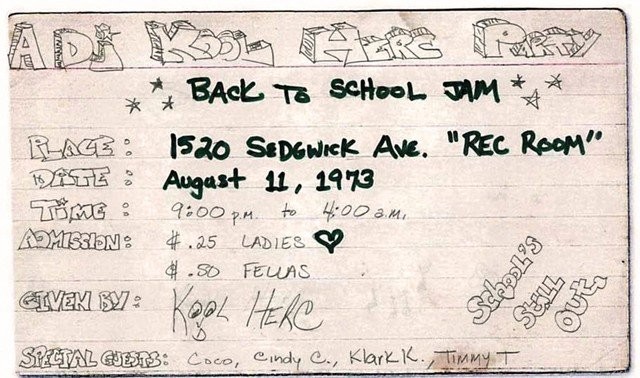 A DJ KOOL HERC PARTY
BACK TO SCHOOL JAM
PLACE: 1520 SEDGWICK AVE. "REC ROOM"
DATE: August 11, 1973
TIME: 9:00 p.m. to 4:00 a.m.
ADMISSION: $.25 LADIES ♥
$.50 FELLAS
GIVEN BY: KOOL HERC
SPECIAL GUESTS: Coco, Cindy C., Klark K., Timmy T
SCHOOL'S
STILL
OUT.